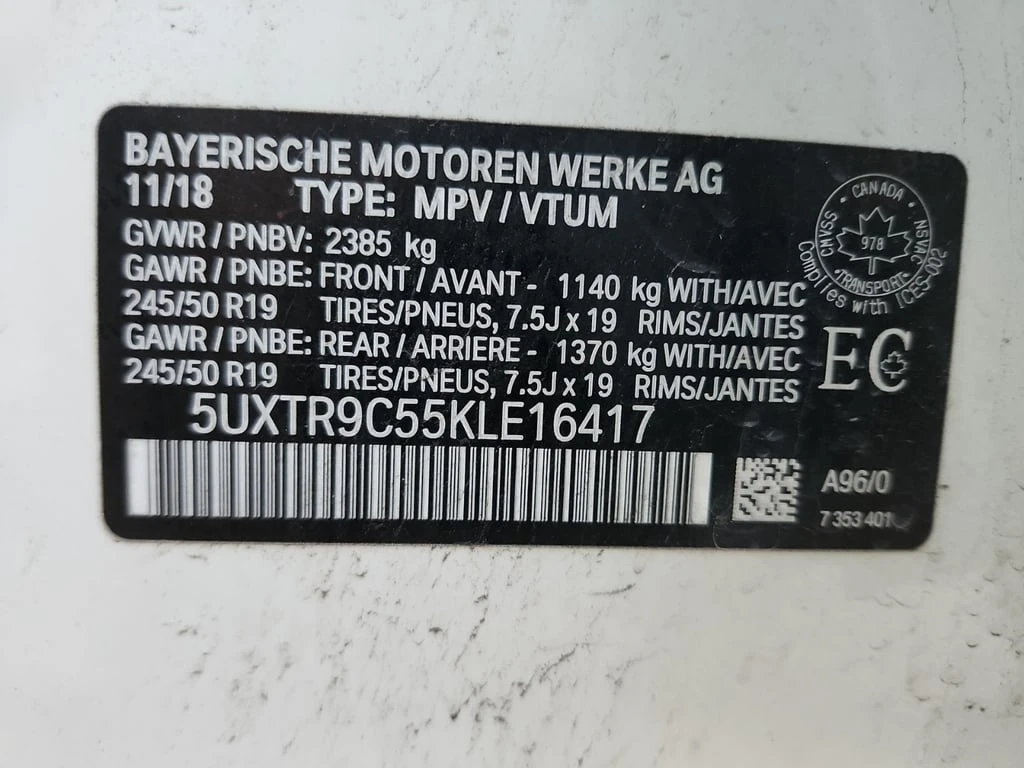 BAYERISCHE MOTOREN WERKE AG
11/18 TYPE: MPV / VTUM
GVWR / PNBV: 2385 kg
GAWR / PNBE: FRONT / AVANT - 1140 kg WITH/AVEC
245/50 R19 TIRES/PNEUS, 7.5J x 19 RIMS/JANTES
GAWR / PNBE: REAR / ARRIERE - 1370 kg WITH/AVEC
245/50 R19 TIRES/PNEUS, 7.5J x 19 RIMS/JANTES
5UXTR9C55KLE16417
CANADA
CMVSS NSVAC
978
TRANSPORT
Complies with ICES-002
EC
A96/0
7 353 401